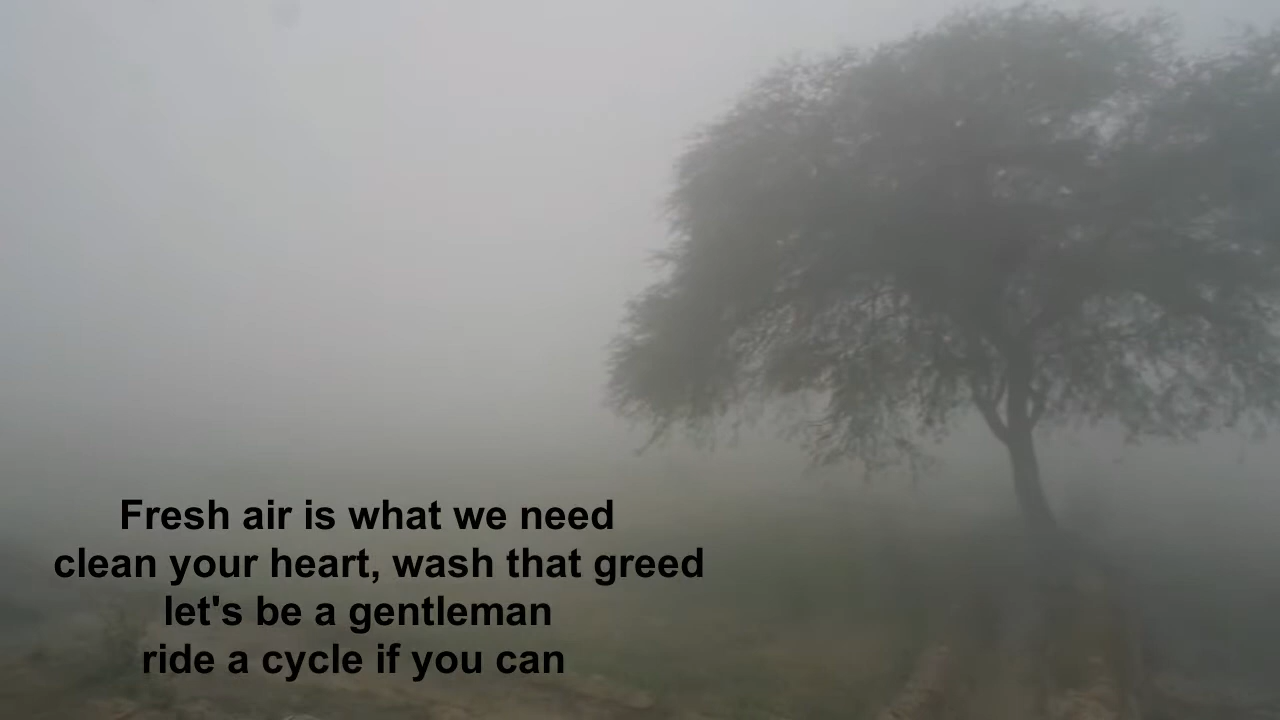 Fresh air is what we need
clean your heart, wash that greed
let's be a gentleman
ride a cycle if you can